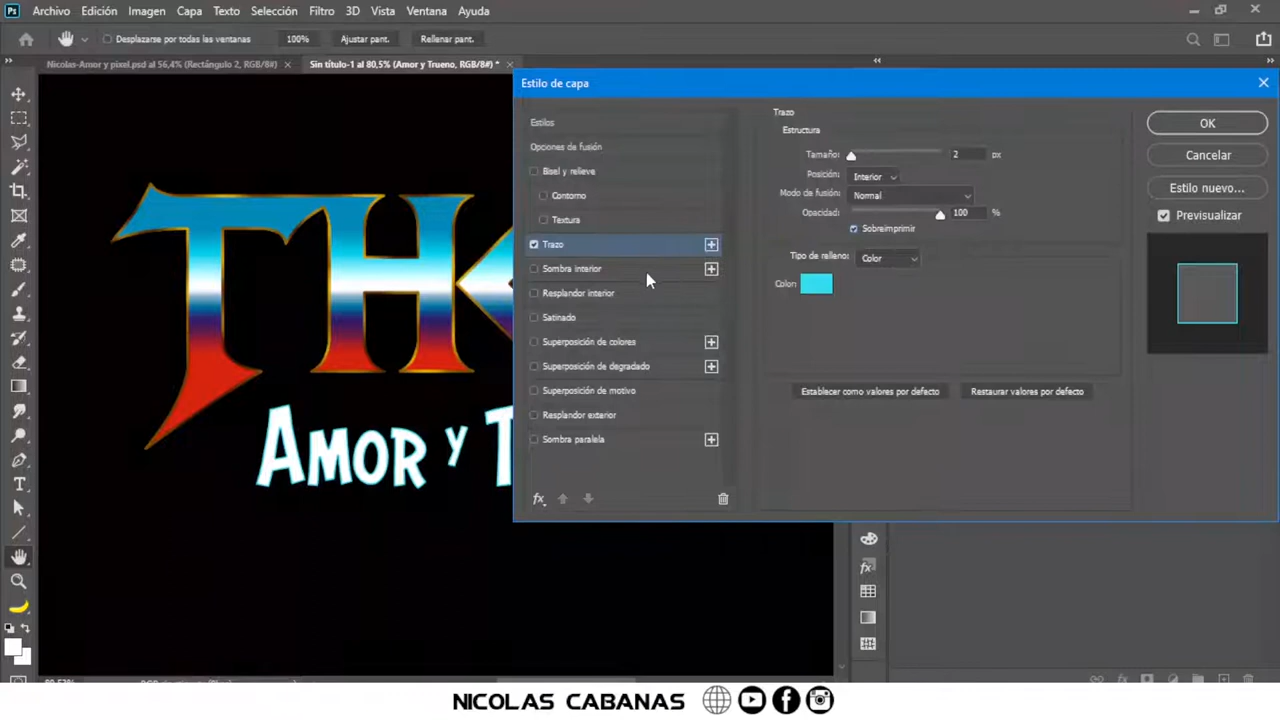 Ps Archivo Edición Imagen Capa Texto Selección Filtro 3D Vista Ventana Ayuda
Desplazarse por todas las ventanas 100% Ajustar pant. Rellenar pant.
Nicolas-Amor y pixel.psd al 56,4% (Rectángulo 2, RGB/8#) × Sin título-1 al 80,5% (Amor y Trueno, RGB/8#) * ×
Estilo de capa
Estilos
Opciones de fusión
Bisel y relieve
Contorno
Textura
Trazo
Sombra interior
Resplandor interior
Satinado
Superposición de colores
Superposición de degradado
Superposición de motivo
Resplandor exterior
Sombra paralela
fx
Trazo
Estructura
Tamaño: 2 px
Posición: Interior
Modo de fusión: Normal
Opacidad: 100 %
Sobreimprimir
Tipo de relleno: Color
Color:
Establecer como valores por defecto Restaurar valores por defecto
OK
Cancelar
Estilo nuevo...
Previsualizar
TH
AMOR Y T
NICOLAS CABANAS